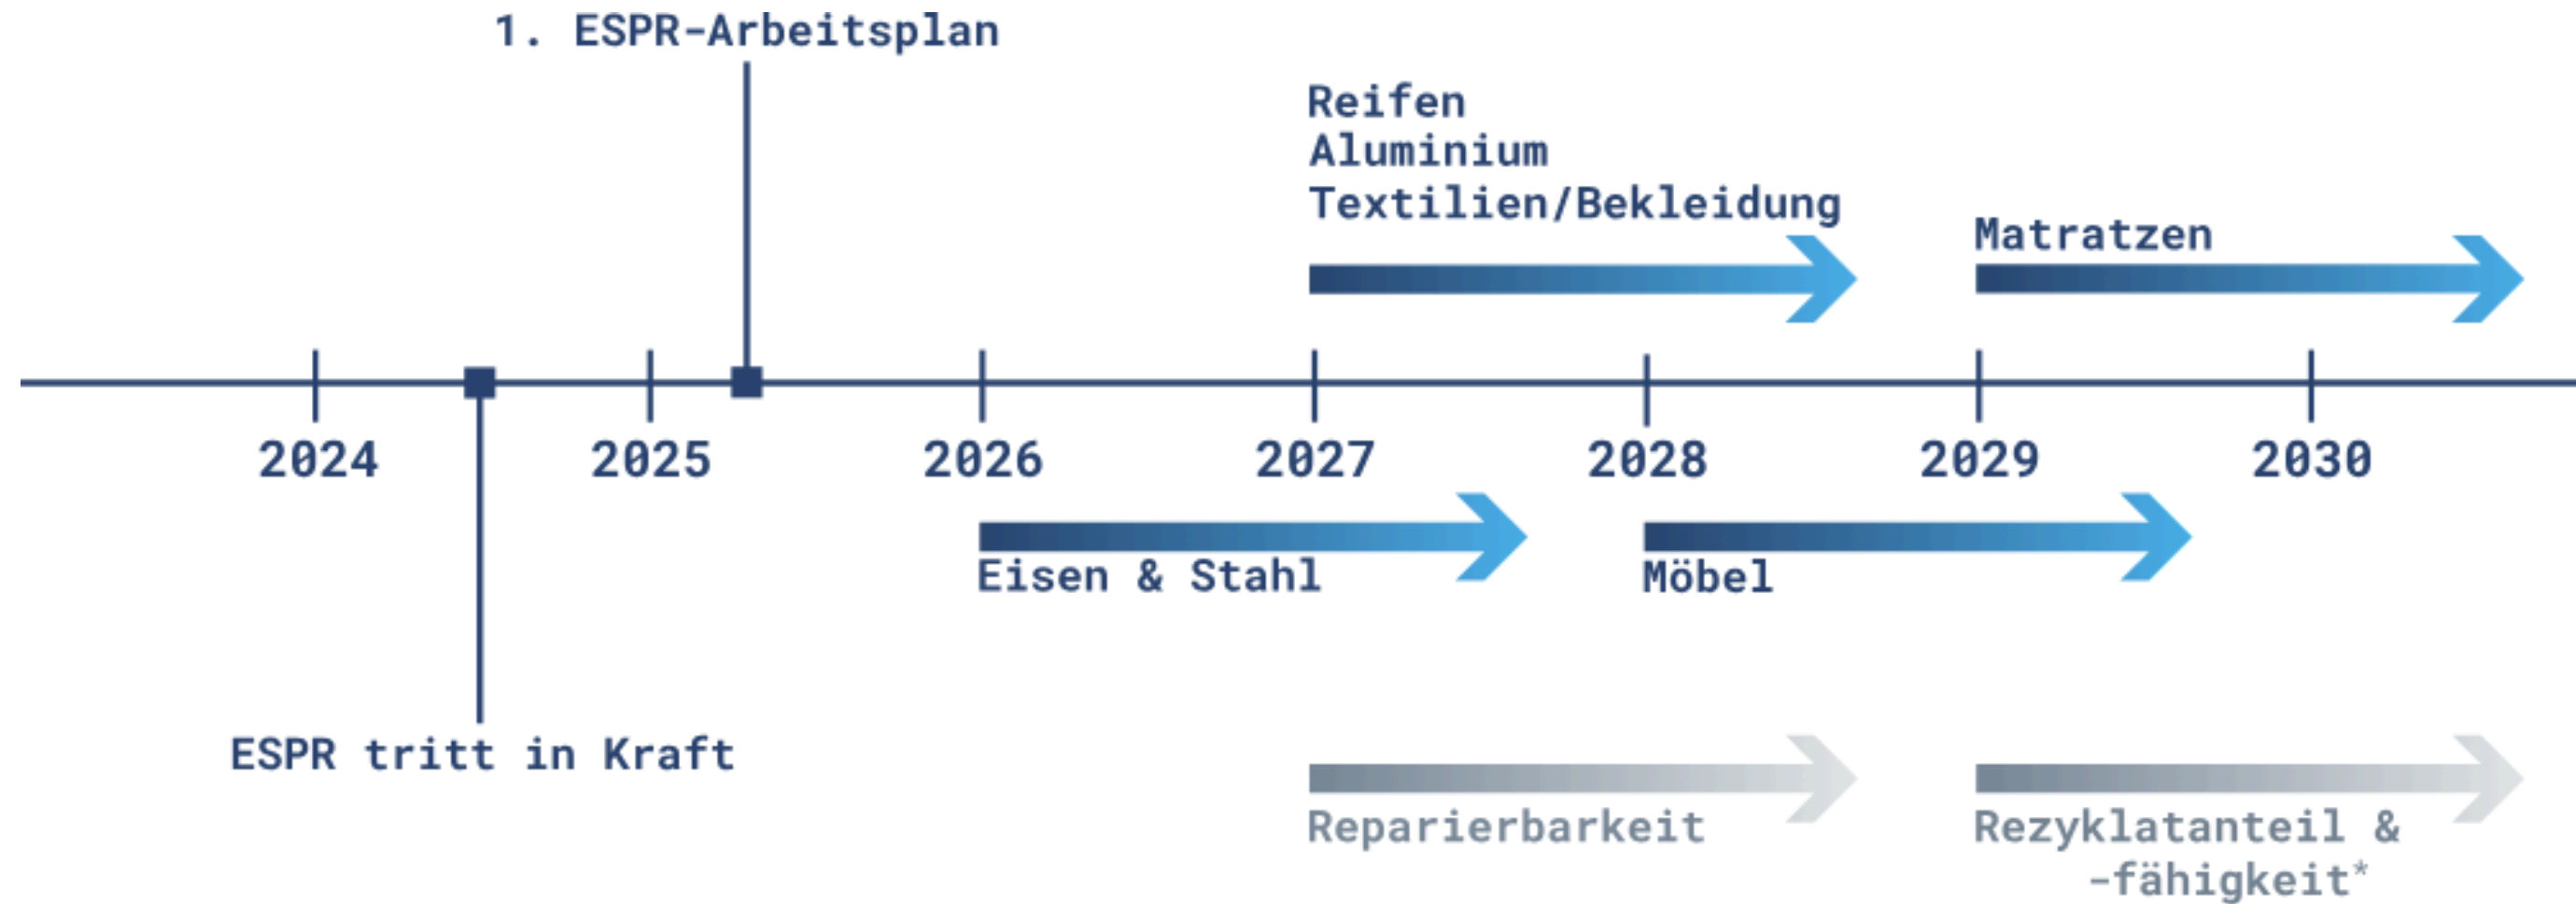 1. ESPR-Arbeitsplan
Reifen
Aluminium
Textilien/Bekleidung
Matratzen
2024
2025
2026
2027
2028
2029
2030
Eisen & Stahl
Möbel
ESPR tritt in Kraft
Reparierbarkeit
Rezyklatanteil &
-fähigkeit*